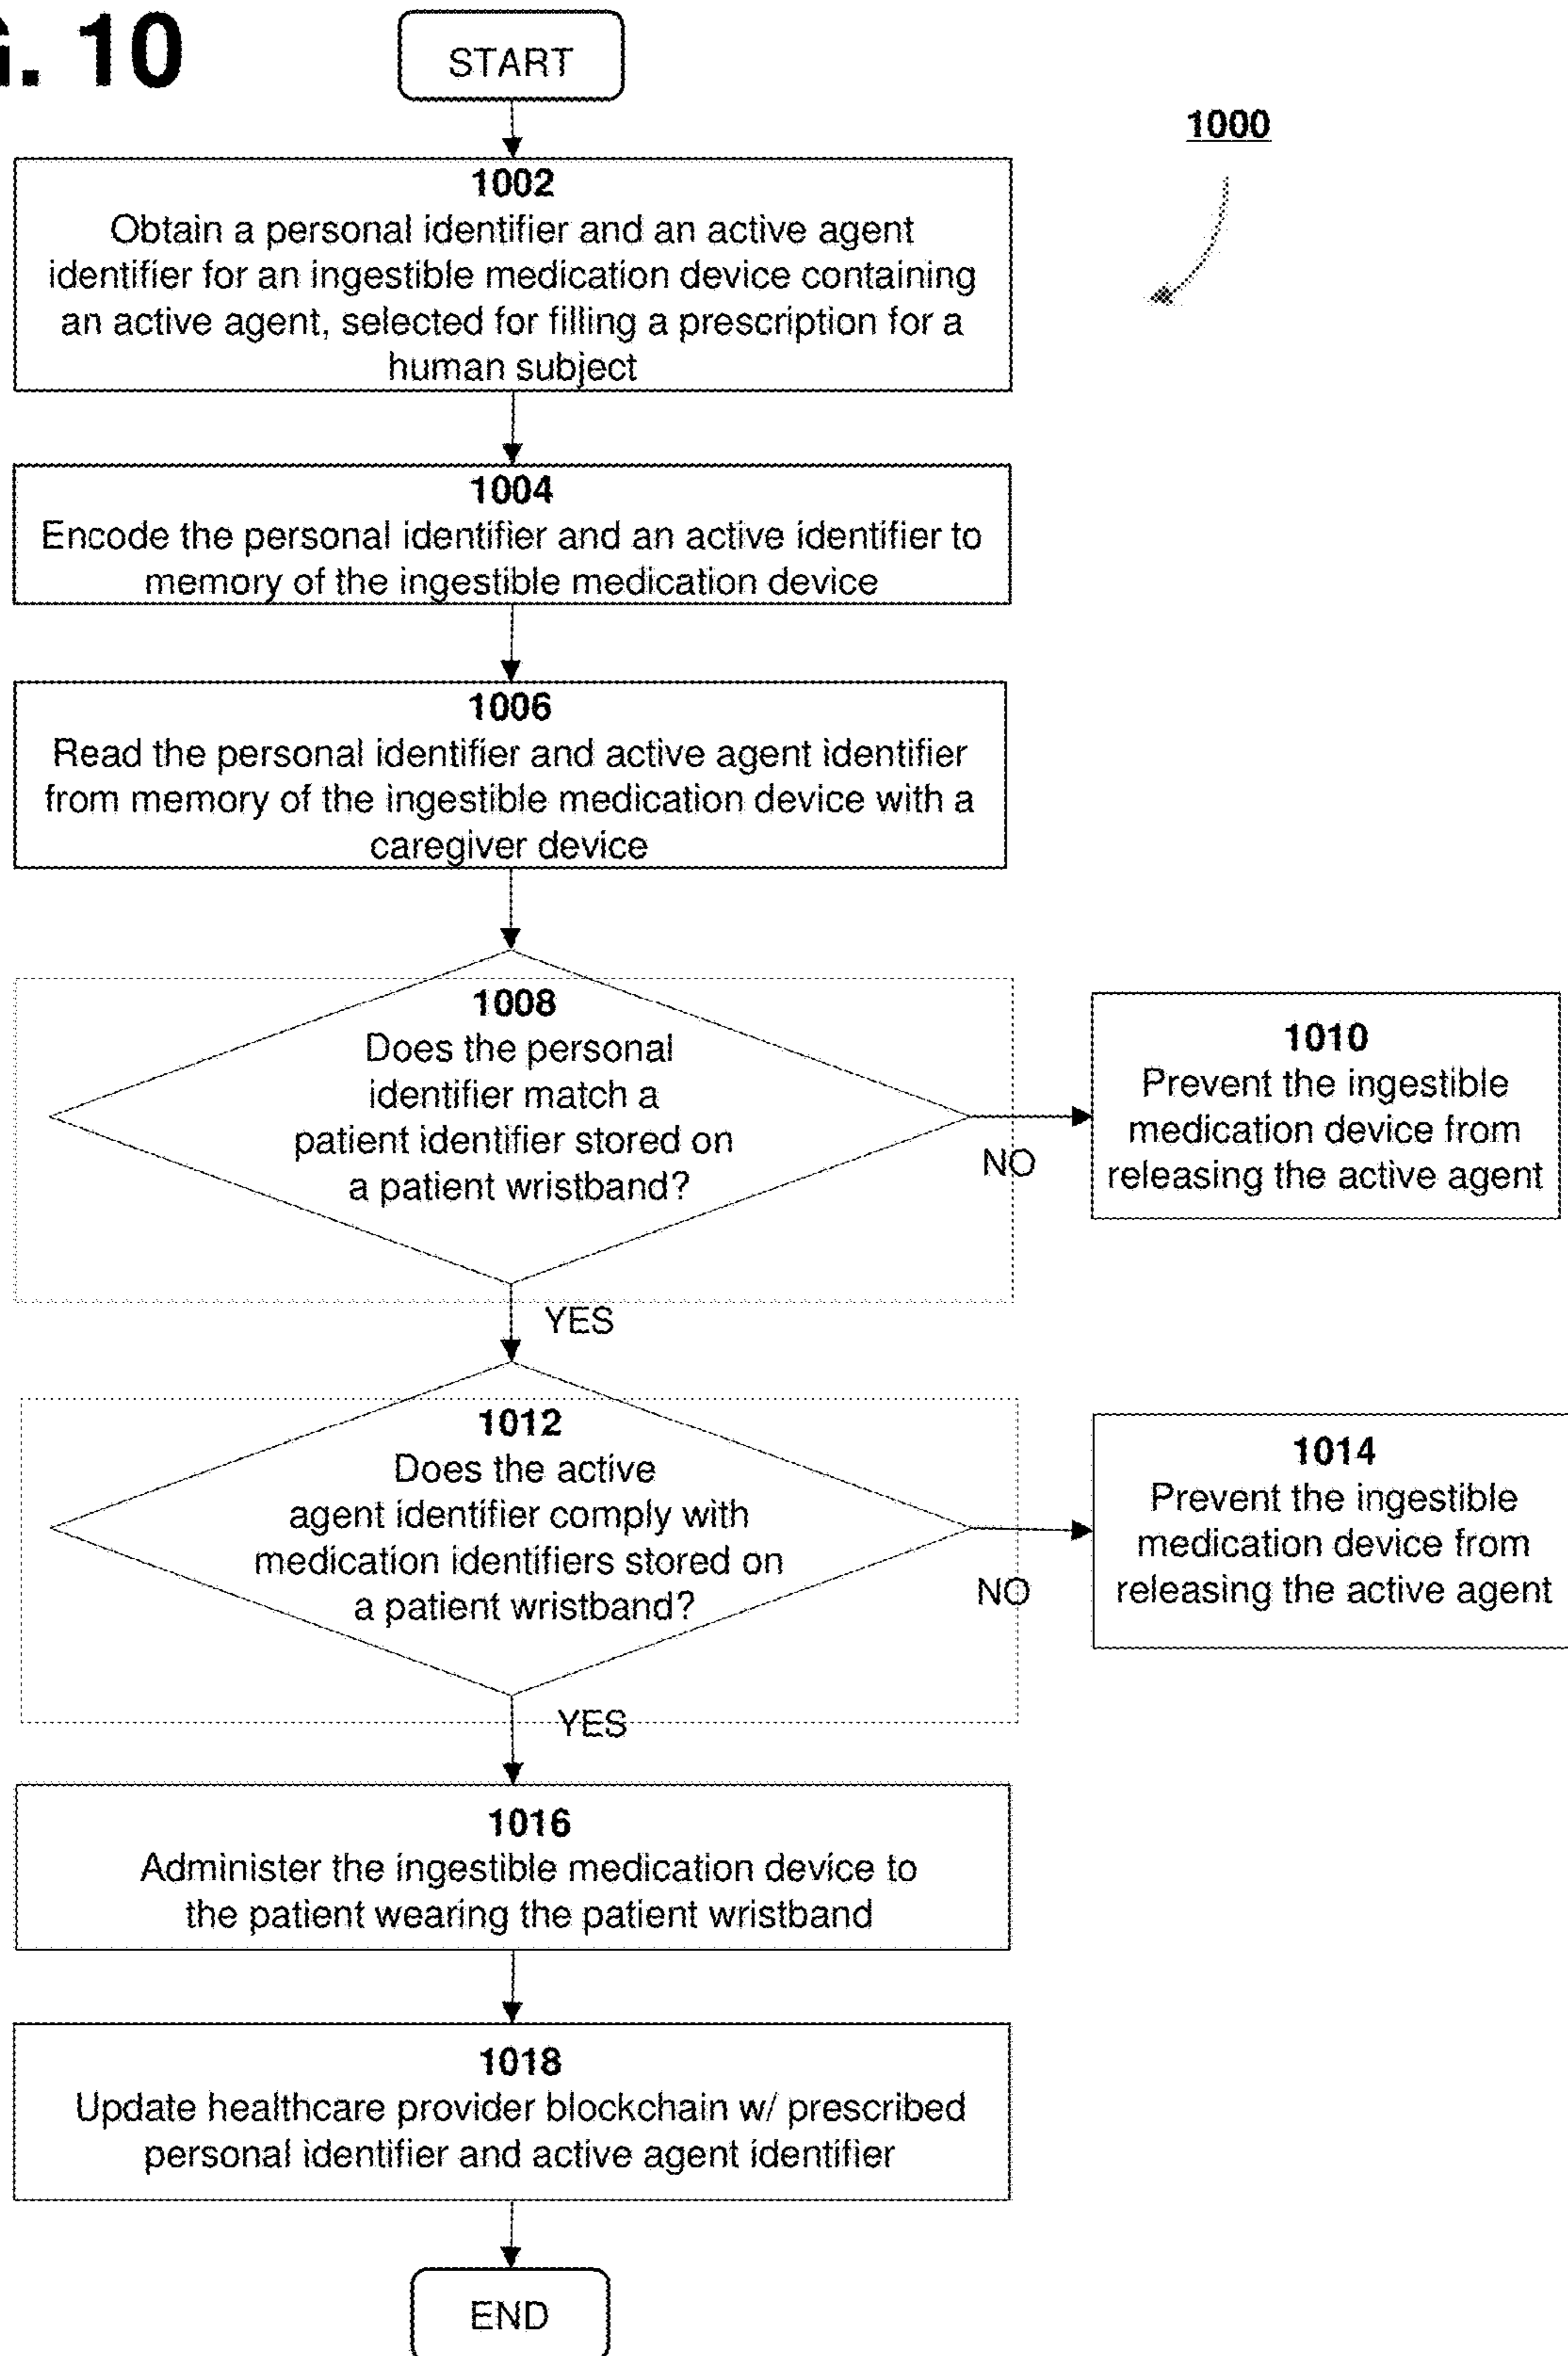 G. 10
START
1000
1002
Obtain a personal identifier and an active agent
identifier for an ingestible medication device containing
an active agent, selected for filling a prescription for a
human subject
1004
Encode the personal identifier and an active identifier to
memory of the ingestible medication device
1006
Read the personal identifier and active agent identifier
from memory of the ingestible medication device with a
caregiver device
1008
Does the personal
identifier match a
patient identifier stored on
a patient wristband?
NO
1010
Prevent the ingestible
medication device from
releasing the active agent
YES
1012
Does the active
agent identifier comply with
medication identifiers stored on
a patient wristband?
NO
1014
Prevent the ingestible
medication device from
releasing the active agent
YES
1016
Administer the ingestible medication device to
the patient wearing the patient wristband
1018
Update healthcare provider blockchain w/ prescribed
personal identifier and active agent identifier
END